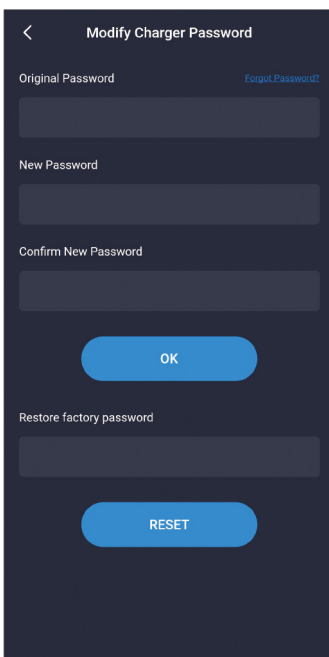 Modify Charger Password
Original Password Forgot Password?
New Password
Confirm New Password
OK
Restore factory password
RESET